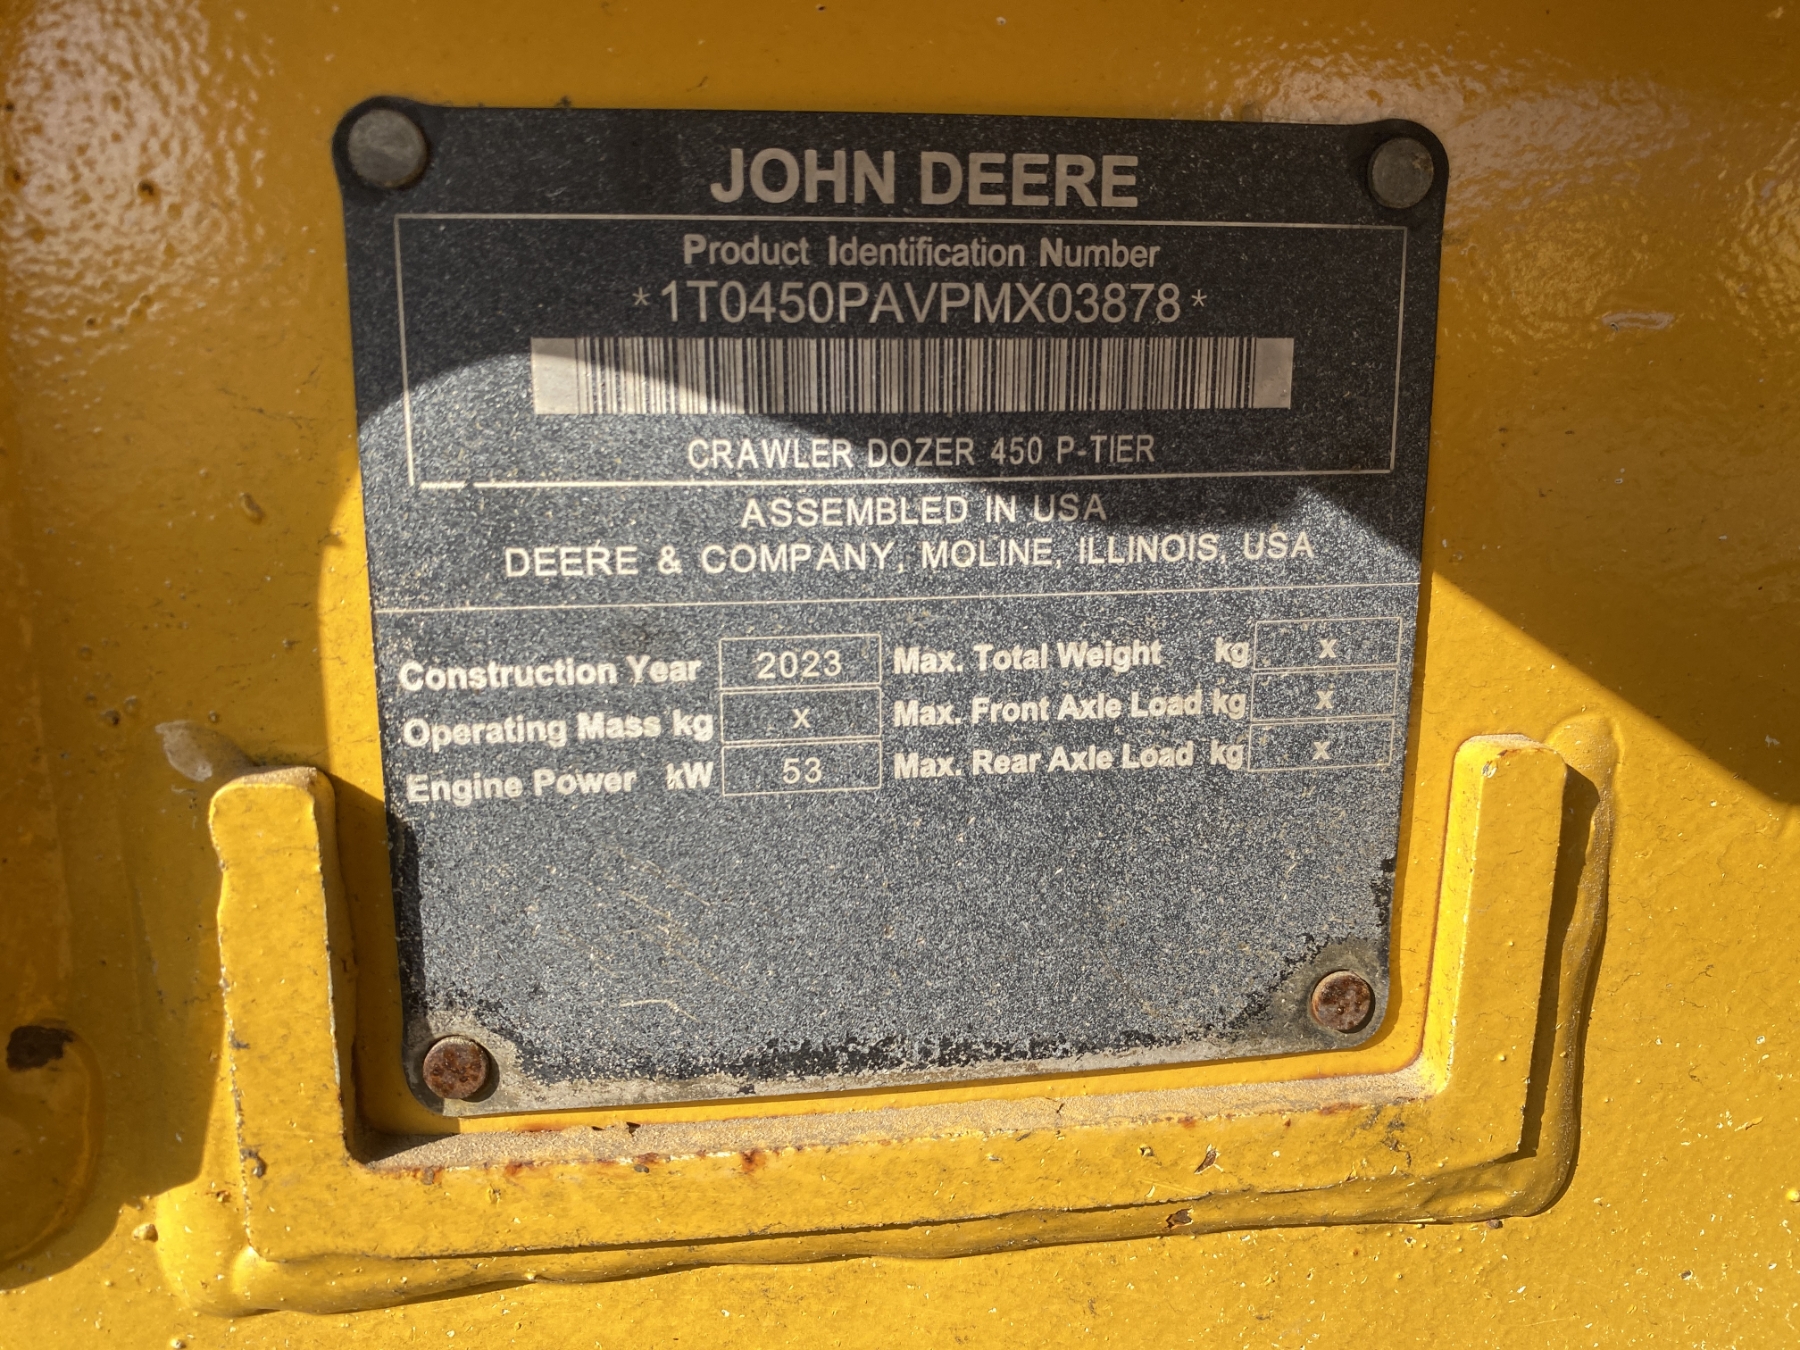 JOHN DEERE
Product Identification Number
*1T0450PAVPMX03878*
CRAWLER DOZER 450 P-TIER
ASSEMBLED IN USA
DEERE & COMPANY, MOLINE, ILLINOIS, USA
Construction Year 2023 Max. Total Weight kg x
Operating Mass kg x Max. Front Axle Load kg x
Engine Power kW 53 Max. Rear Axle Load kg x